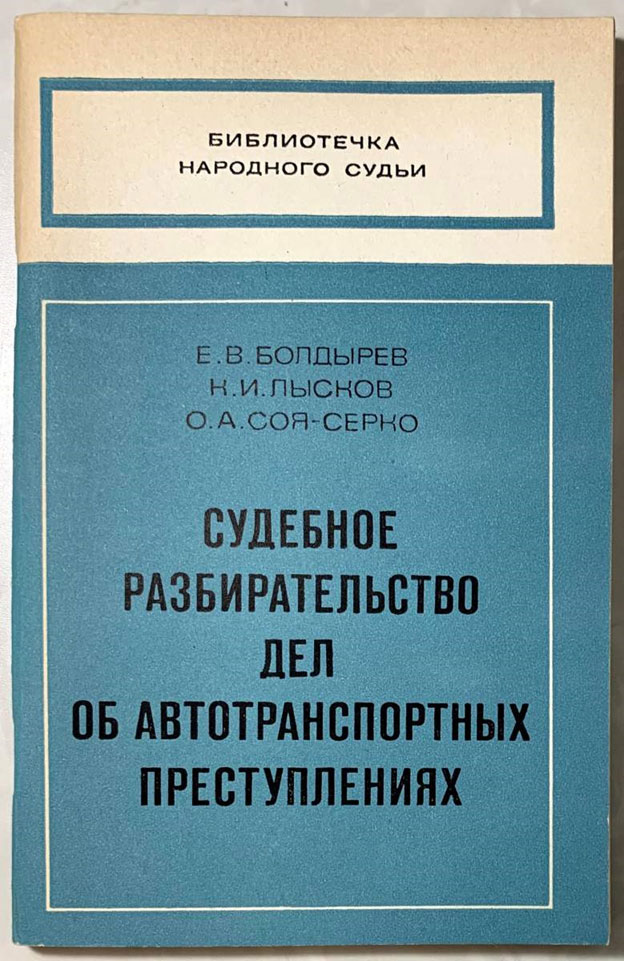 БИБЛИОТЕЧКА
НАРОДНОГО СУДЬИ
Е.В.БОЛДЫРЕВ
К.И.ЛЫСКОВ
О.А.СОЯ-СЕРКО
СУДЕБНОЕ
РАЗБИРАТЕЛЬСТВО
ДЕЛ
ОБ АВТОТРАНСПОРТНЫХ
ПРЕСТУПЛЕНИЯХ